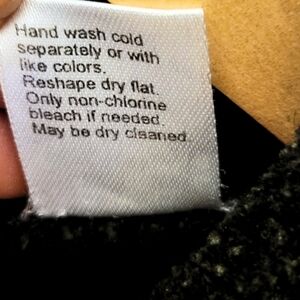 Hand wash cold
separately or with
like colors.
Reshape dry flat.
Only non-chlorine
bleach if needed.
May be dry cleaned.